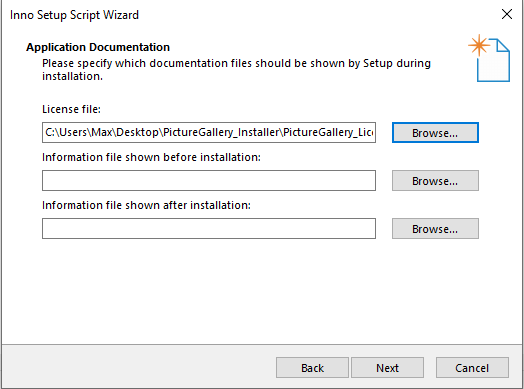 Inno Setup Script Wizard
Application Documentation
Please specify which documentation files should be shown by Setup during
installation.
License file:
C:\Users\Max\Desktop\PictureGallery_Installer\PictureGallery_Lice
Browse...
Information file shown before installation:
Browse...
Information file shown after installation:
Browse...
Back
Next
Cancel